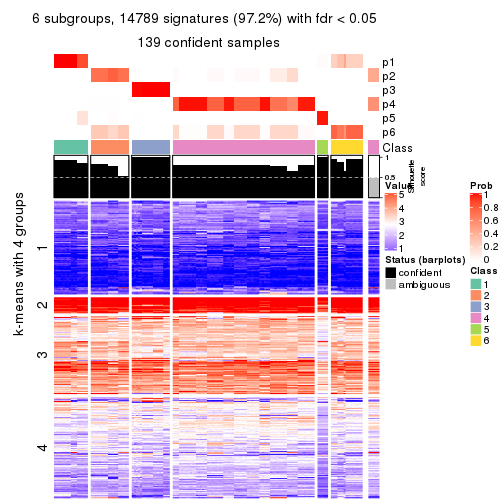 6 subgroups, 14789 signatures (97.2%) with fdr < 0.05
139 confident samples
p1
p2
p3
p4
p5
p6
Class
1
0.5
0
Silhouette
score
k-means with 4 groups
1
2
3
4
Value
5
4
3
2
1
Status (barplots)
confident
ambiguous
Prob
1
0.8
0.6
0.4
0.2
0
Class
1
2
3
4
5
6